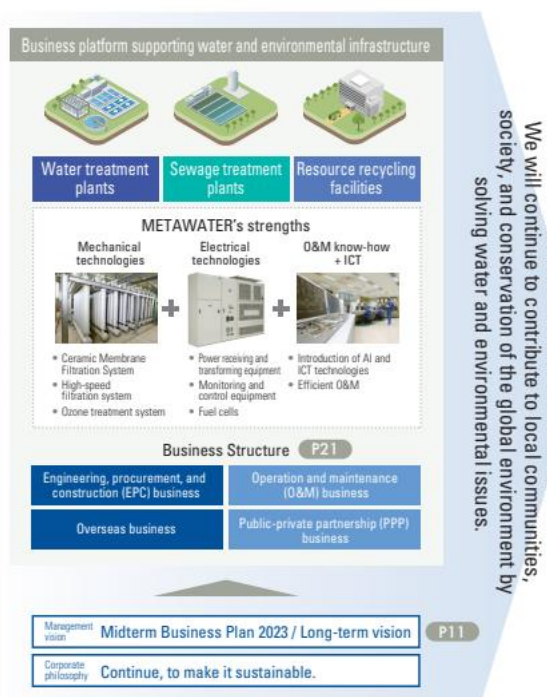 Business platform supporting water and environmental infrastructure
Water treatment
plants
Sewage treatment
plants
Resource recycling
facilities
METAWATER's strengths
Mechanical
technologies
Electrical
technologies
O&M know-how
+ ICT
• Ceramic Membrane
Filtration System
• High-speed
filtration system
• Ozone treatment system
• Power receiving and
transforming equipment
• Monitoring and
control equipment
• Fuel cells
• Introduction of AI and
ICT technologies
• Efficient O&M
Business Structure P21
Engineering, procurement, and
construction (EPC) business
Operation and maintenance
(O&M) business
Overseas business
Public-private partnership (PPP)
business
Management
vision
Midterm Business Plan 2023 / Long-term vision
P11
Corporate
philosophy
Continue, to make it sustainable.
We will continue to contribute to local communities,
society, and conservation of the global environment by
solving water and environmental issues.